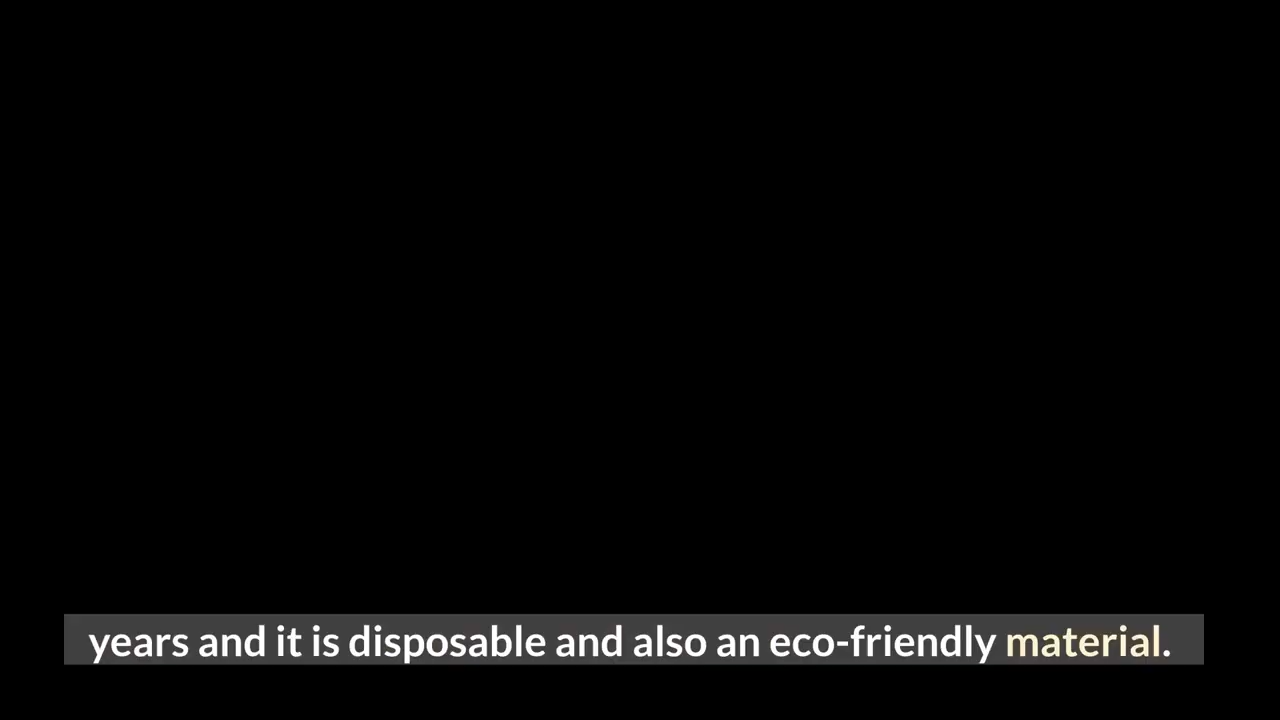 years and it is disposable and also an eco-friendly material.